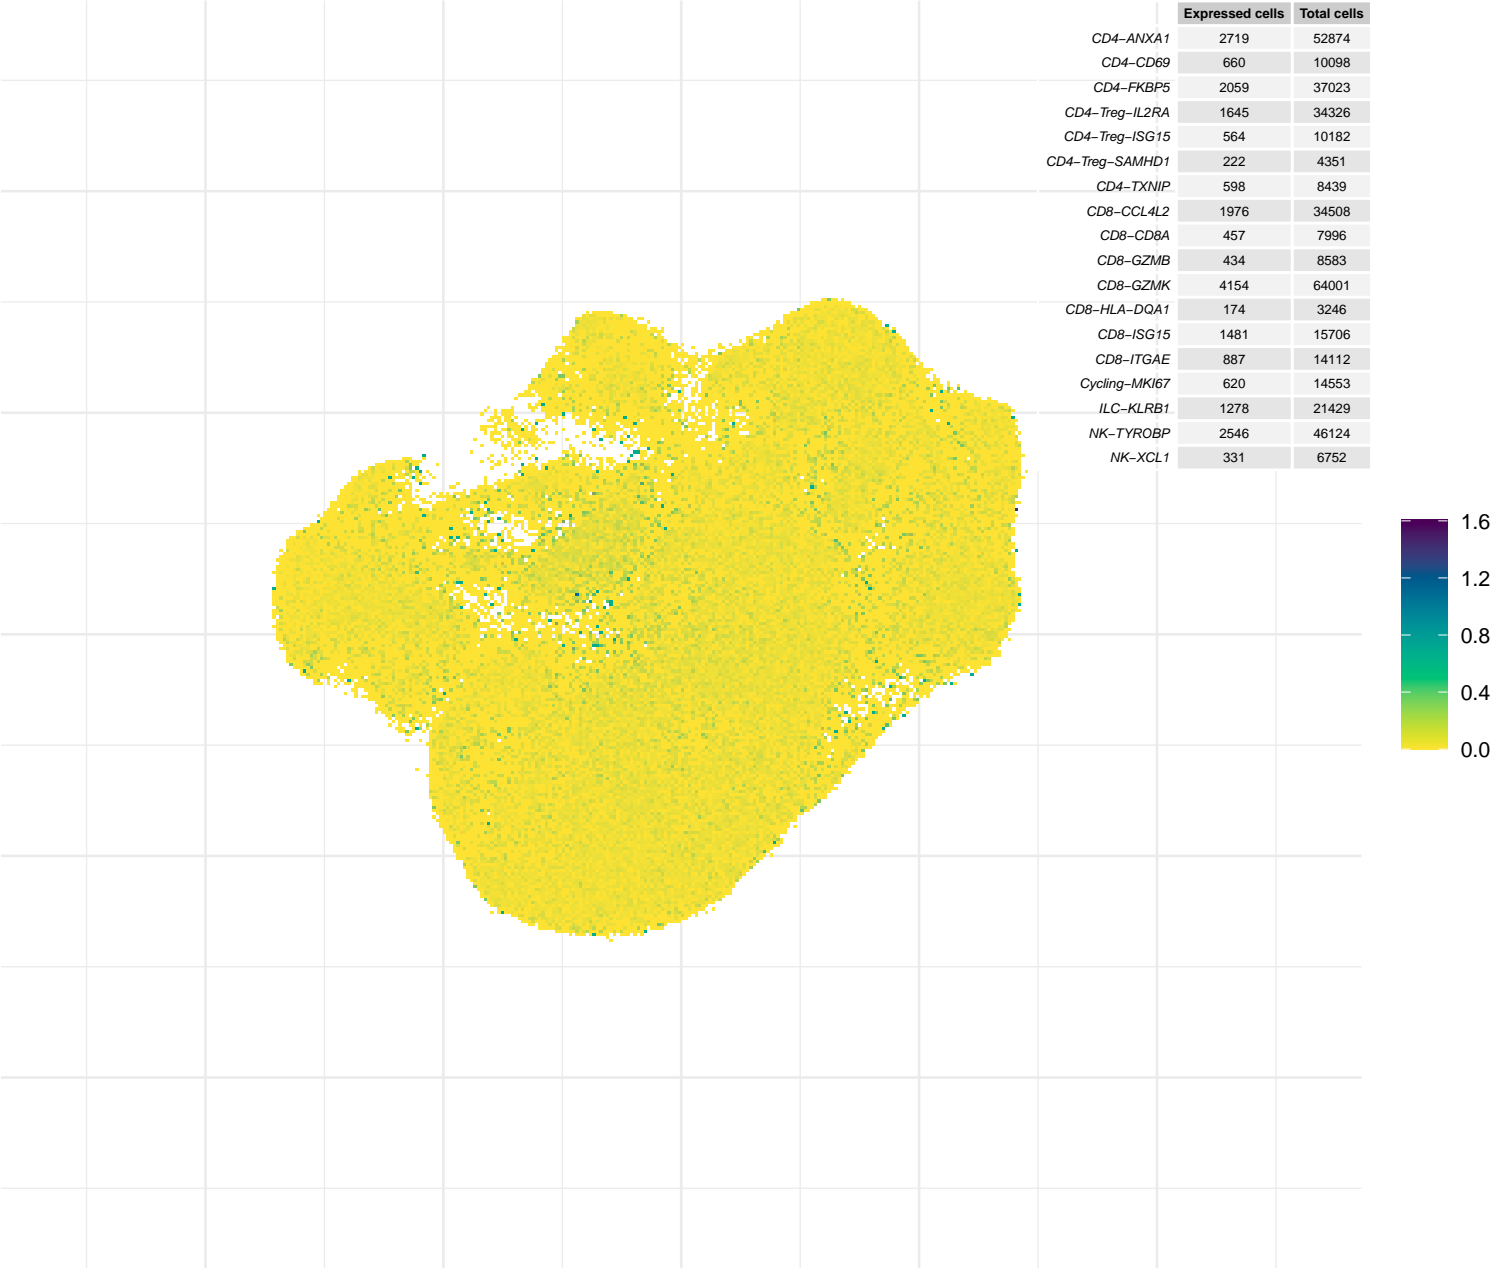 Expressed cells Total cells
CD4−ANXA1 2719 52874
CD4−CD69 660 10098
CD4−FKBP5 2059 37023
CD4−Treg−IL2RA 1645 34326
CD4−Treg−ISG15 564 10182
CD4−Treg−SAMHD1 222 4351
CD4−TXNIP 598 8439
CD8−CCL4L2 1976 34508
CD8−CD8A 457 7996
CD8−GZMB 434 8583
CD8−GZMK 4154 64001
CD8−HLA−DQA1 174 3246
CD8−ISG15 1481 15706
CD8−ITGAE 887 14112
Cycling−MKI67 620 14553
ILC−KLRB1 1278 21429
NK−TYROBP 2546 46124
NK−XCL1 331 6752
1.6
1.2
0.8
0.4
0.0